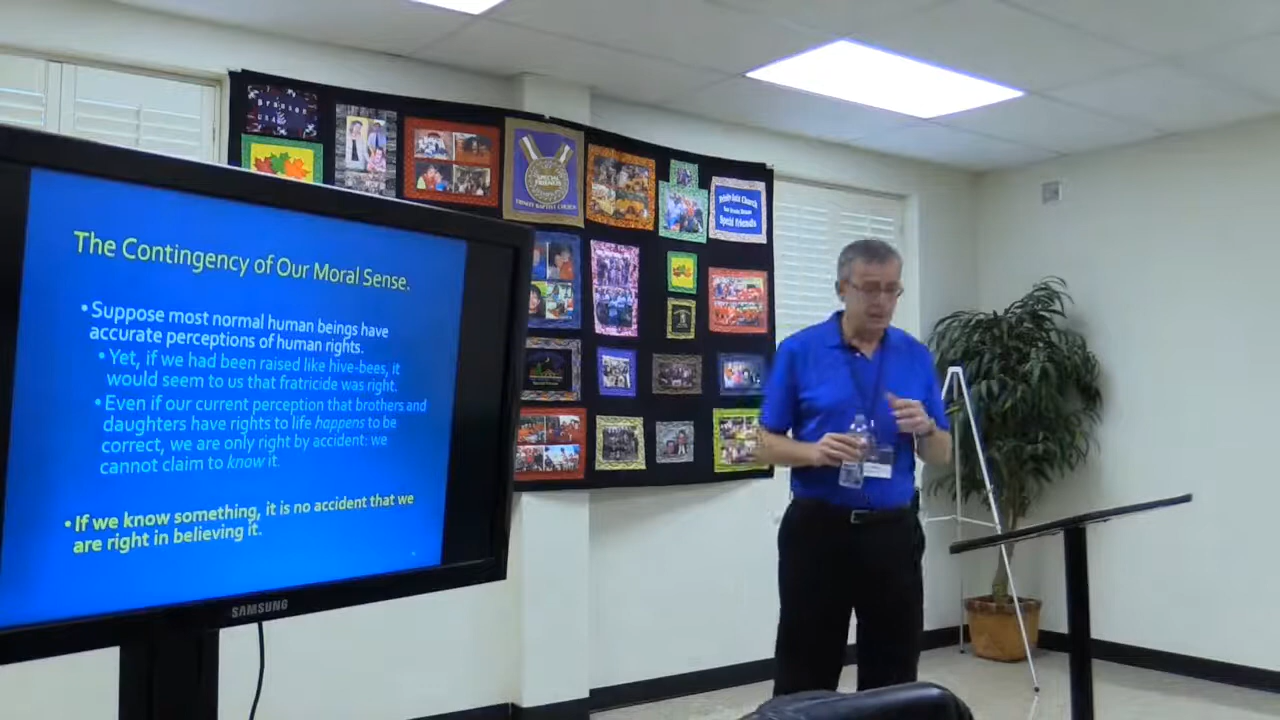 SPECIAL
FRIENDS
TRINITY BAPTIST CHURCH
Special Friends
The Contingency of Our Moral Sense.
•Suppose most normal human beings have
accurate perceptions of human rights.
•Yet, if we had been raised like hive-bees, it
would seem to us that fratricide was right.
•Even if our current perception that brothers and
daughters have rights to life happens to be
correct, we are only right by accident: we
cannot claim to know it.
•If we know something, it is no accident that we
are right in believing it.
SAMSUNG